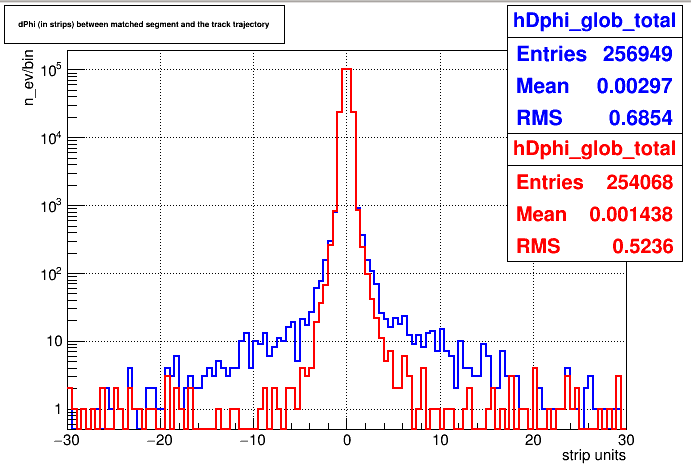 dPhi (in strips) between matched segment and the track trajectory
hDphi_glob_total
Entries 256949
Mean 0.00297
RMS 0.6854
hDphi_glob_total
Entries 254068
Mean 0.001438
RMS 0.5236
n_ev/bin
10^5
10^4
10^3
10^2
10
1
−30 −20 −10 0 10 20 30
strip units